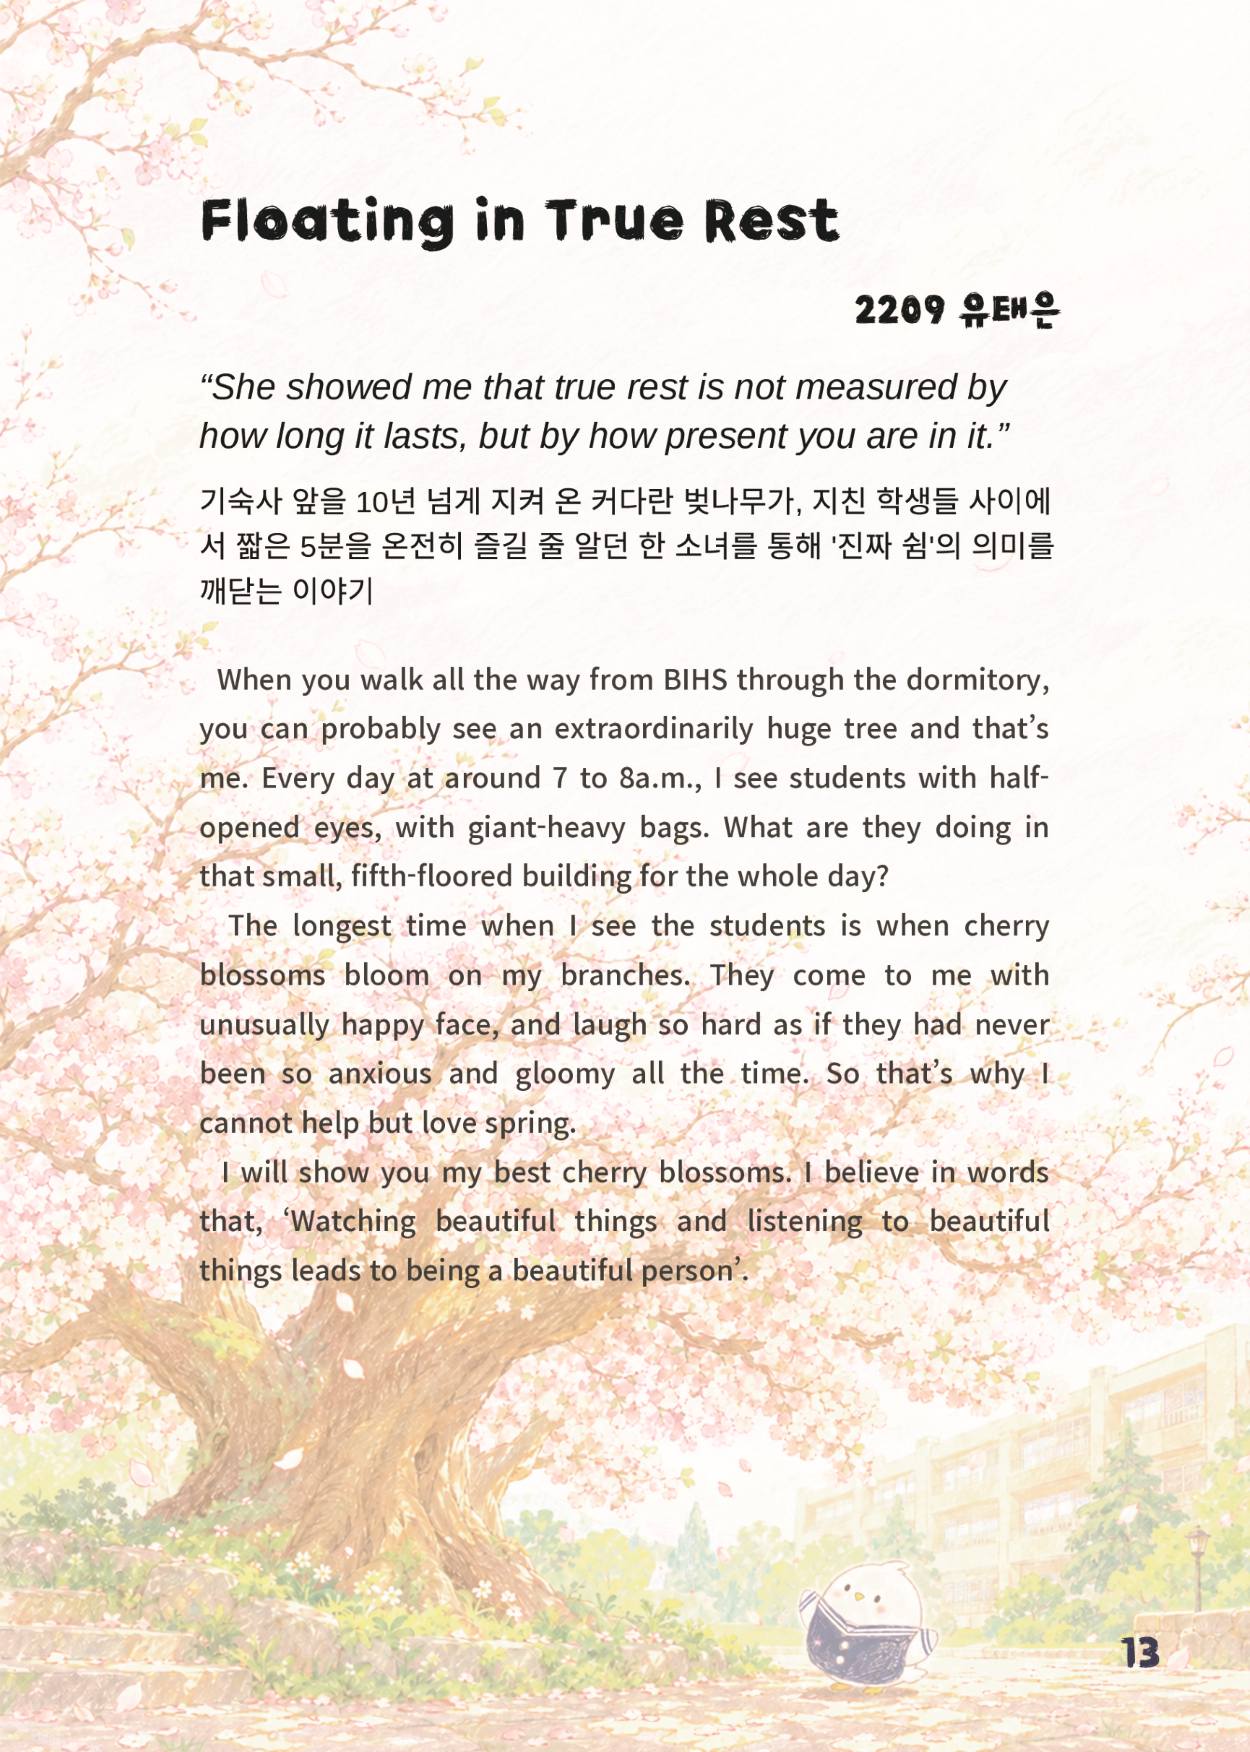 Floating in True Rest
2209 유태은
“She showed me that true rest is not measured by
how long it lasts, but by how present you are in it.”
기숙사 앞을 10년 넘게 지켜 온 커다란 벚나무가, 지친 학생들 사이에
서 짧은 5분을 온전히 즐길 줄 알던 한 소녀를 통해 '진짜 쉼'의 의미를
깨닫는 이야기
When you walk all the way from BIHS through the dormitory,
you can probably see an extraordinarily huge tree and that’s
me. Every day at around 7 to 8a.m., I see students with half-
opened eyes, with giant-heavy bags. What are they doing in
that small, fifth-floored building for the whole day?
The longest time when I see the students is when cherry
blossoms bloom on my branches. They come to me with
unusually happy face, and laugh so hard as if they had never
been so anxious and gloomy all the time. So that’s why I
cannot help but love spring.
I will show you my best cherry blossoms. I believe in words
that, ‘Watching beautiful things and listening to beautiful
things leads to being a beautiful person’.
13